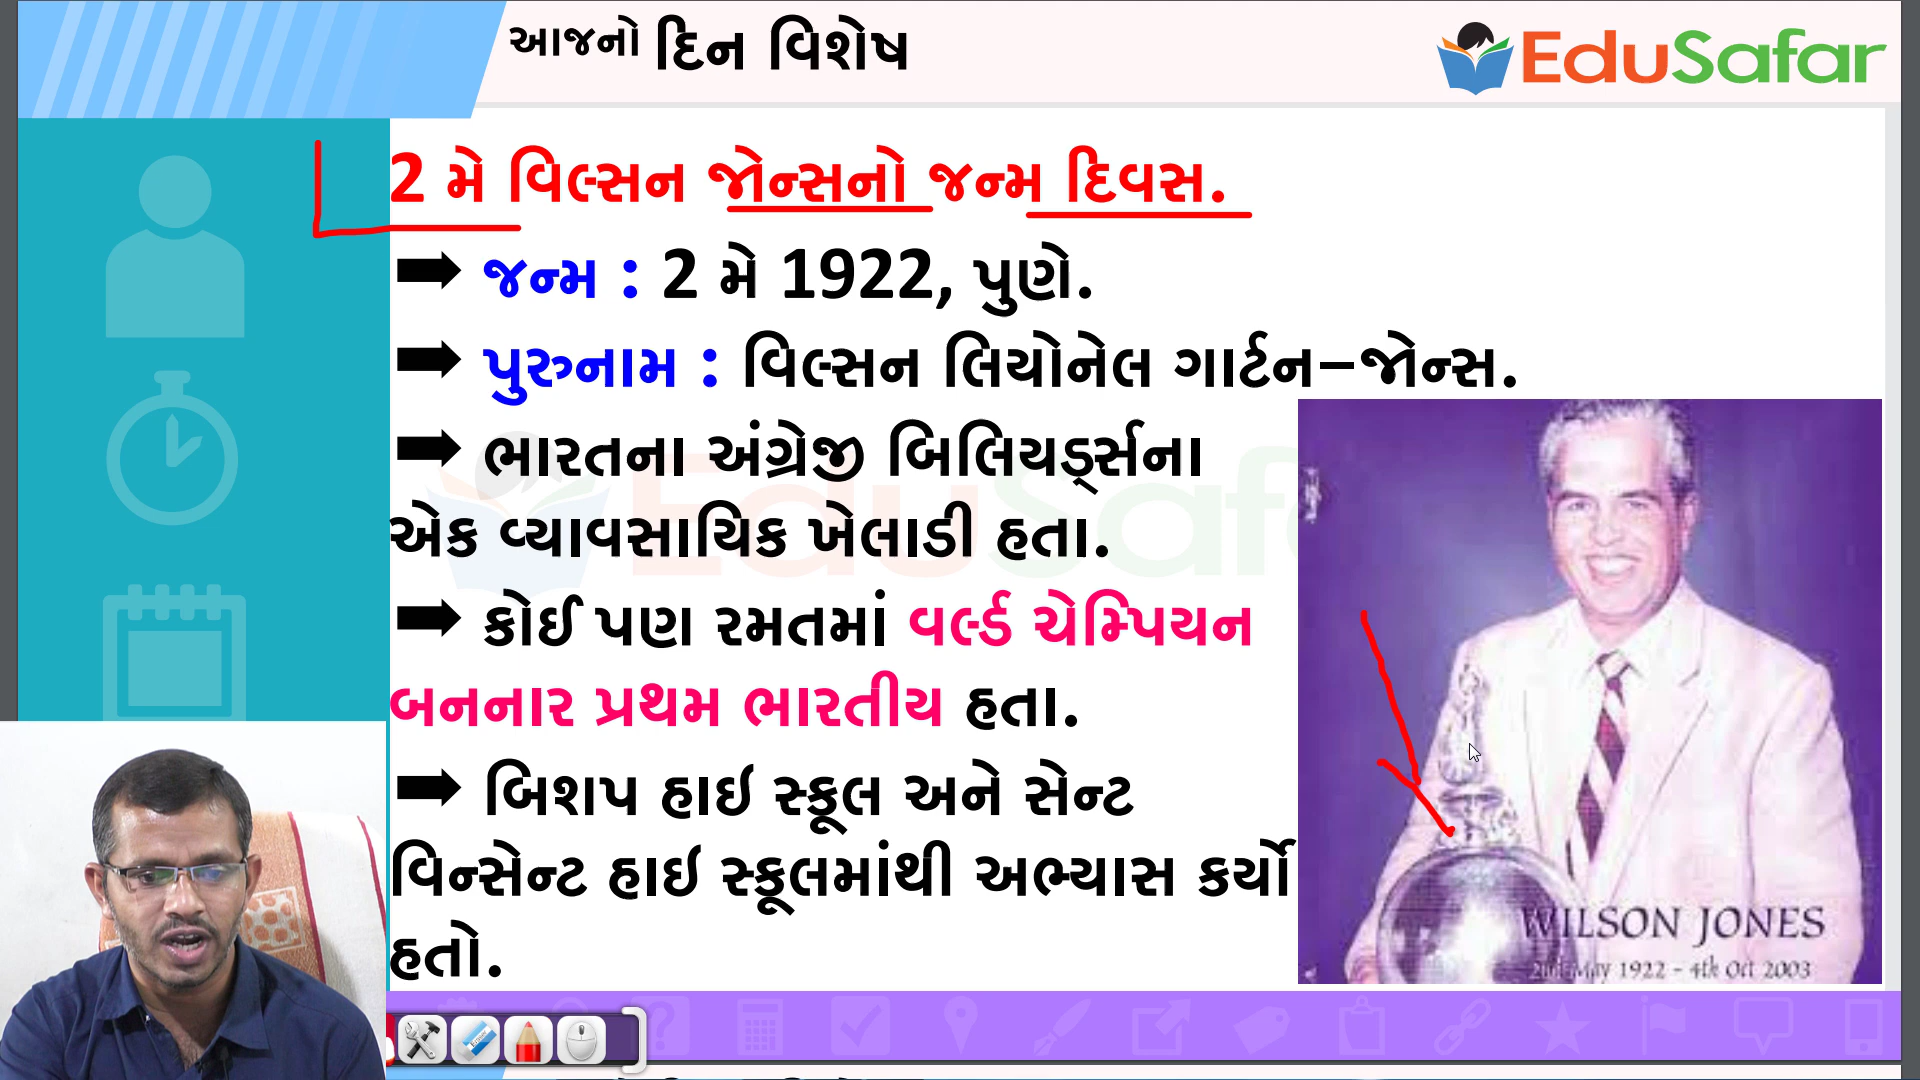 આજનો દિન વિશેષ
EduSafar
2 મે વિલ્સન જોન્સનો જન્મ દિવસ.
➡ જન્મ : 2 મે 1922, પુણે.
➡ પુરુનામ : વિલ્સન લિયોનેલ ગાર્ટન–જોન્સ.
➡ ભારતના અંગ્રેજી બિલિયર્ડ્સના
એક વ્યાવસાયિક ખેલાડી હતા.
➡ કોઈ પણ રમતમાં વર્લ્ડ ચેમ્પિયન
બનનાર પ્રથમ ભારતીય હતા.
➡ બિશપ હાઇ સ્કૂલ અને સેન્ટ
વિન્સેન્ટ હાઇ સ્કૂલમાંથી અભ્યાસ કર્યો
હતો.
WILSON JONES
2nd May 1922 - 4th Oct 2003